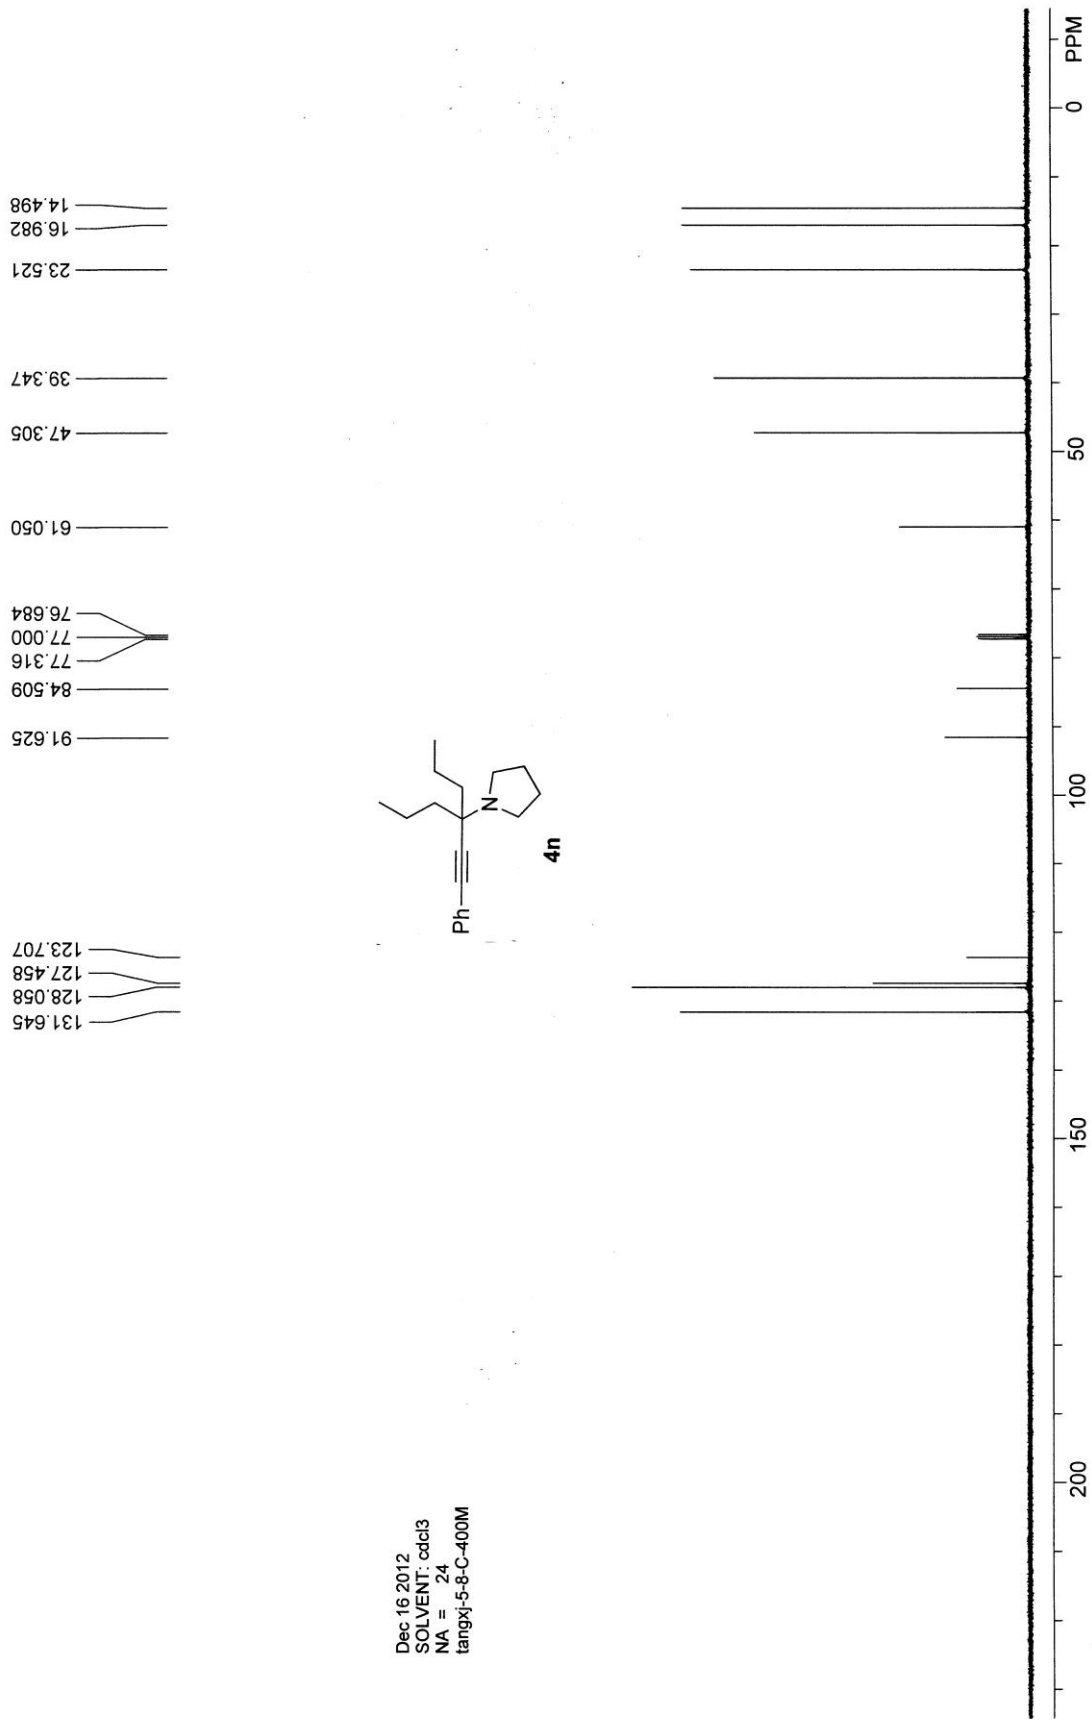 Dec 16 2012
SOLVENT: cdcl3
NA = 24
tangxj-5-8-C-400M
131.645
128.058
127.458
123.707
91.625
84.509
77.316
77.000
76.684
61.050
47.305
39.347
23.521
16.982
14.498
Ph
N
4n
200
150
100
50
0
PPM